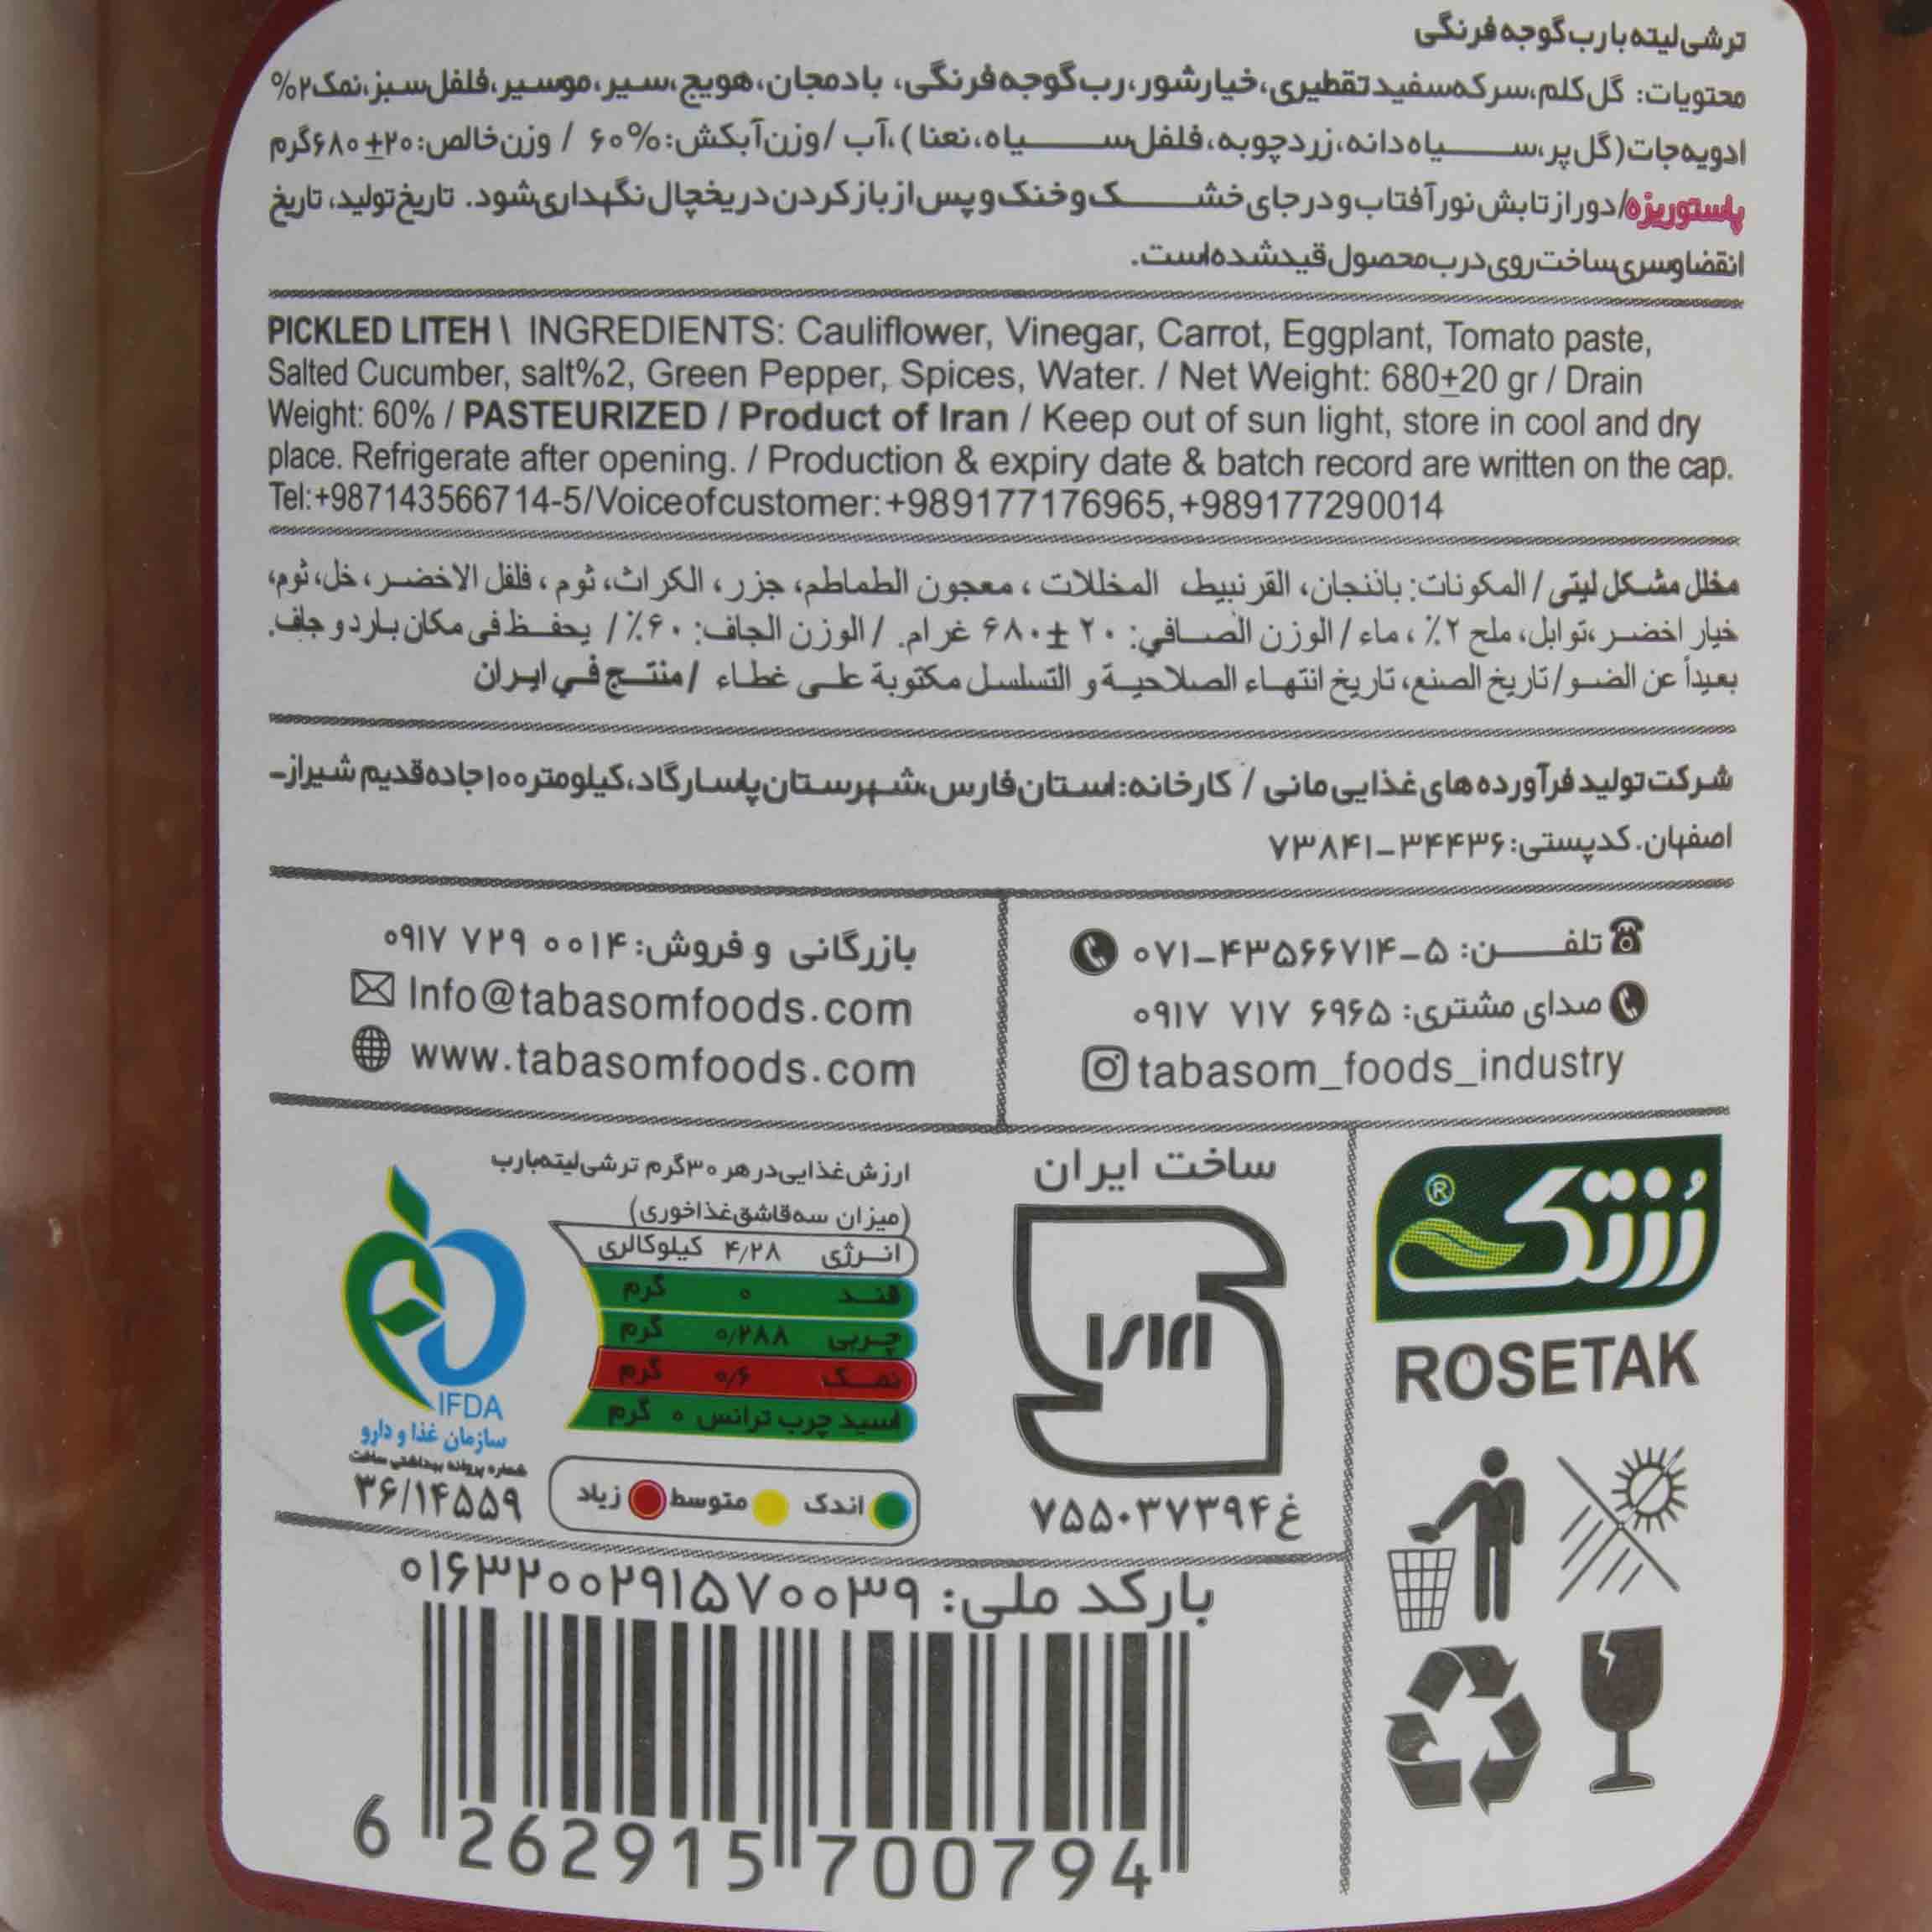 ترشی لیته با رب گوجه فرنگی
محتویات: گل کلم، سرکه سفید تقطیری، خیارشور، رب گوجه فرنگی، بادمجان، هویج، سیر، موسیر، فلفل سبز، نمک ۲%
ادویه جات (گل پر، سیاه دانه، زردچوبه، فلفل سیاه، نعنا)، آب / وزن آبکش: ۶۰% / وزن خالص: ۲۰±۶۸۰ گرم
پاستوریزه/ دور از تابش نور آفتاب و در جای خشک و خنک و پس از باز کردن در یخچال نگهداری شود. تاریخ تولید، تاریخ
انقضا و سری ساخت روی درب محصول قید شده است.
PICKLED LITEH \ INGREDIENTS: Cauliflower, Vinegar, Carrot, Eggplant, Tomato paste,
Salted Cucumber, salt%2, Green Pepper, Spices, Water. / Net Weight: 680±20 gr / Drain
Weight: 60% / PASTEURIZED / Product of Iran / Keep out of sun light, store in cool and dry
place. Refrigerate after opening. / Production & expiry date & batch record are written on the cap.
Tel:+987143566714-5/Voiceofcustomer:+989177176965,+989177290014
مخلل مشکل لیتی / المکونات: باننجان، القرنبیط المخللات ، معجون الطماطم، جزر، الکراث، ثوم ، فلفل الاخضر، خل، ثوم،
خیار اخضر، توابل، ملح ۲٪ ، ماء / الوزن الصافي: ۲۰ ±۶۸۰ غرام. / الوزن الجاف: ۶۰٪ / یحفظ فی مکان بارد و جاف.
بعیداً عن الضو/ تاریخ الصنع، تاریخ انتهاء الصلاحیة و التسلسل مکتوبة علی غطاء / منتج في ایران
شرکت تولید فرآورده های غذایی مانی / کارخانه: استان فارس، شهرستان پاسارگاد، کیلومتر ۱۰۰ جاده قدیم شیراز-
اصفهان. کدپستی: ۳۴۴۳۶-۷۳۸۴۱
تلفن: ۵-۴۳۵۶۶۷۱۴-۰۷۱
صدای مشتری: ۰۹۱۷ ۷۱۷ ۶۹۶۵
tabasom_foods_industry
بازرگانی و فروش: ۰۹۱۷ ۷۲۹ ۰۰۱۴
Info@tabasomfoods.com
www.tabasomfoods.com
رزتک ®
ROSETAK
ساخت ایران
ISIRI
۷۵۵۰۳۷۳۹۴غ
ارزش غذایی در هر ۳۰ گرم ترشی لیته با رب
(میزان سه قاشق غذاخوری)
انرژی ۴/۲۸ کیلوکالری
قند ۰ گرم
چربی ۰/۲۸۸ گرم
نمک ۰/۶ گرم
اسید چرب ترانس ۰ گرم
اندک متوسط زیاد
IFDA
سازمان غذا و دارو
شماره پروانه بهداشتی ساخت
۳۶/۱۴۵۵۹
بارکد ملی: ۰۱۶۳۲۰۰۲۹۱۵۷۰۰۳۹
6 262915 700794